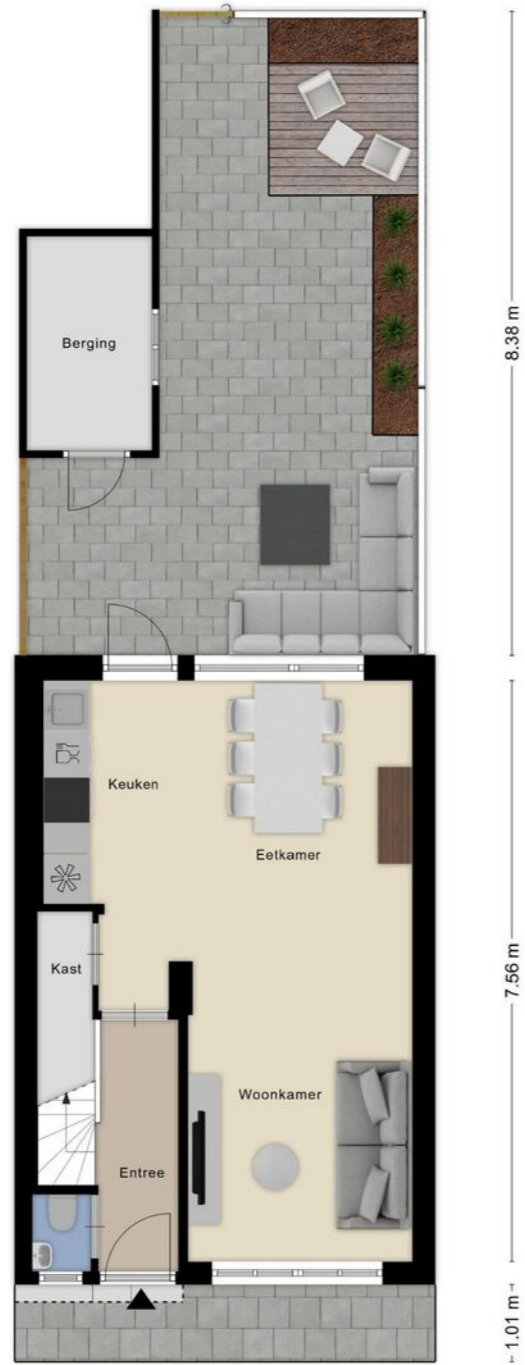 Berging
8.38 m
Keuken
Eetkamer
Kast
7.56 m
Woonkamer
Entree
1.01 m